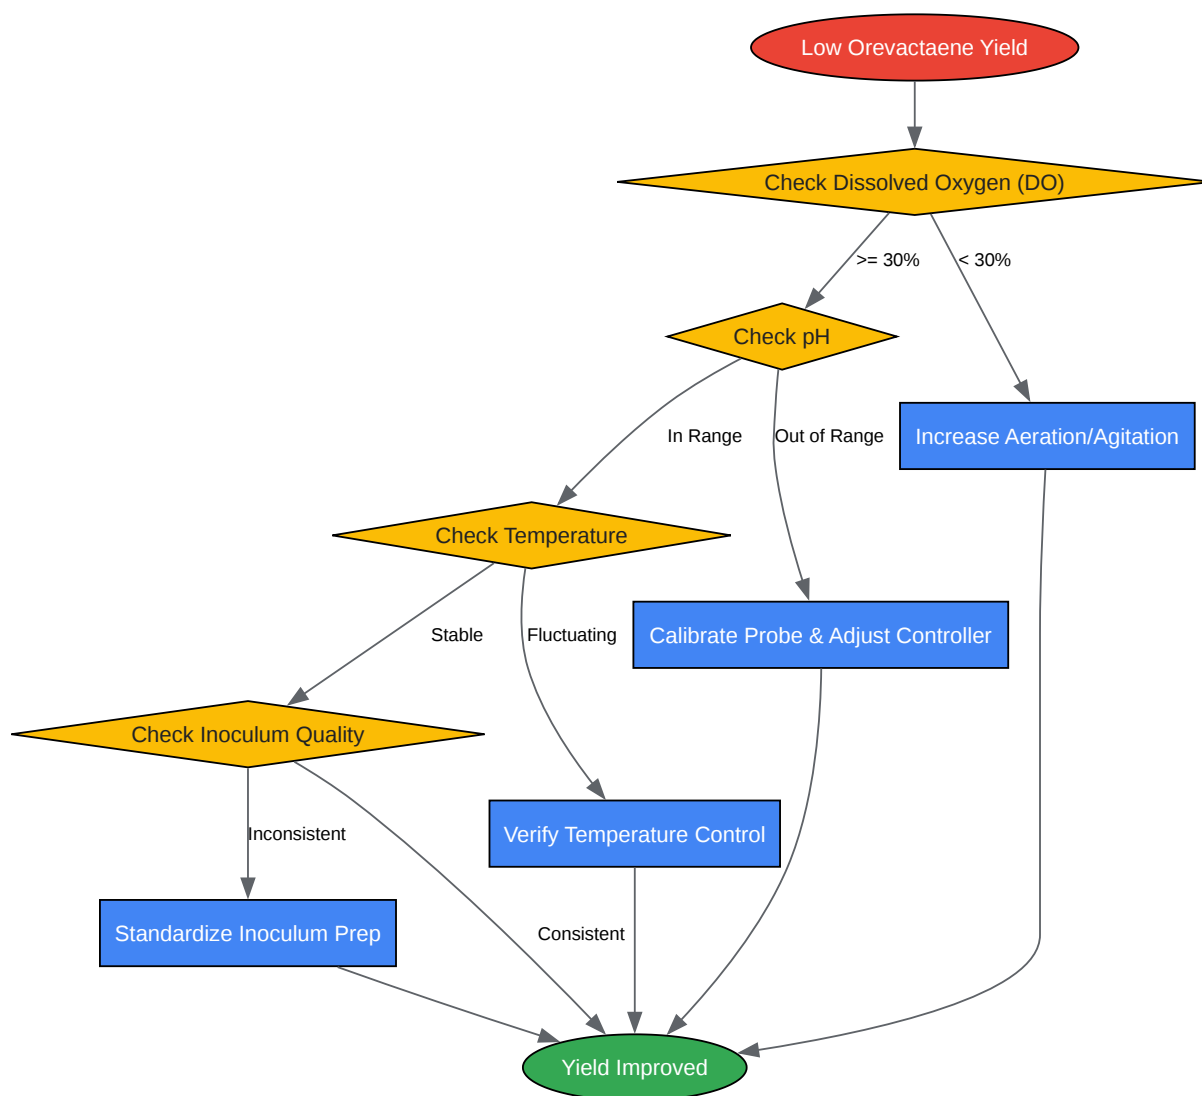 Low Orevactaene Yield
Check Dissolved Oxygen (DO)
>= 30%
< 30%
Check pH
In Range
Out of Range
Increase Aeration/Agitation
Check Temperature
Stable
Fluctuating
Calibrate Probe & Adjust Controller
Check Inoculum Quality
Inconsistent
Verify Temperature Control
Standardize Inoculum Prep
Consistent
Yield Improved